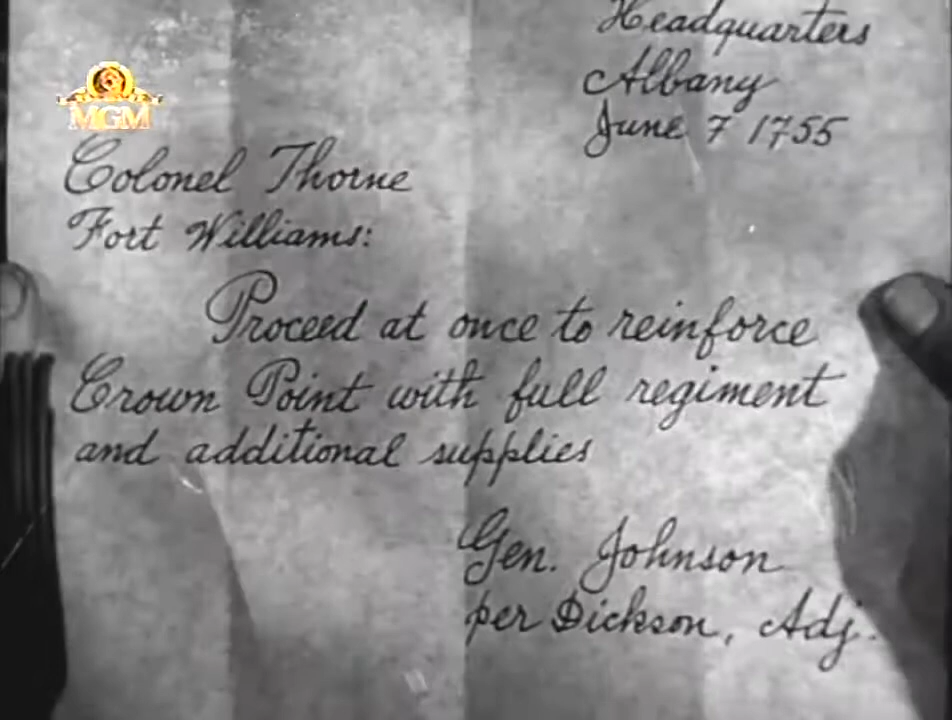 Headquarters
Albany
June 7 1755
MGM
Colonel Thorne
Fort Williams:
Proceed at once to reinforce
Crown Point with full regiment
and additional supplies
Gen. Johnson
per Dickson, Adj.